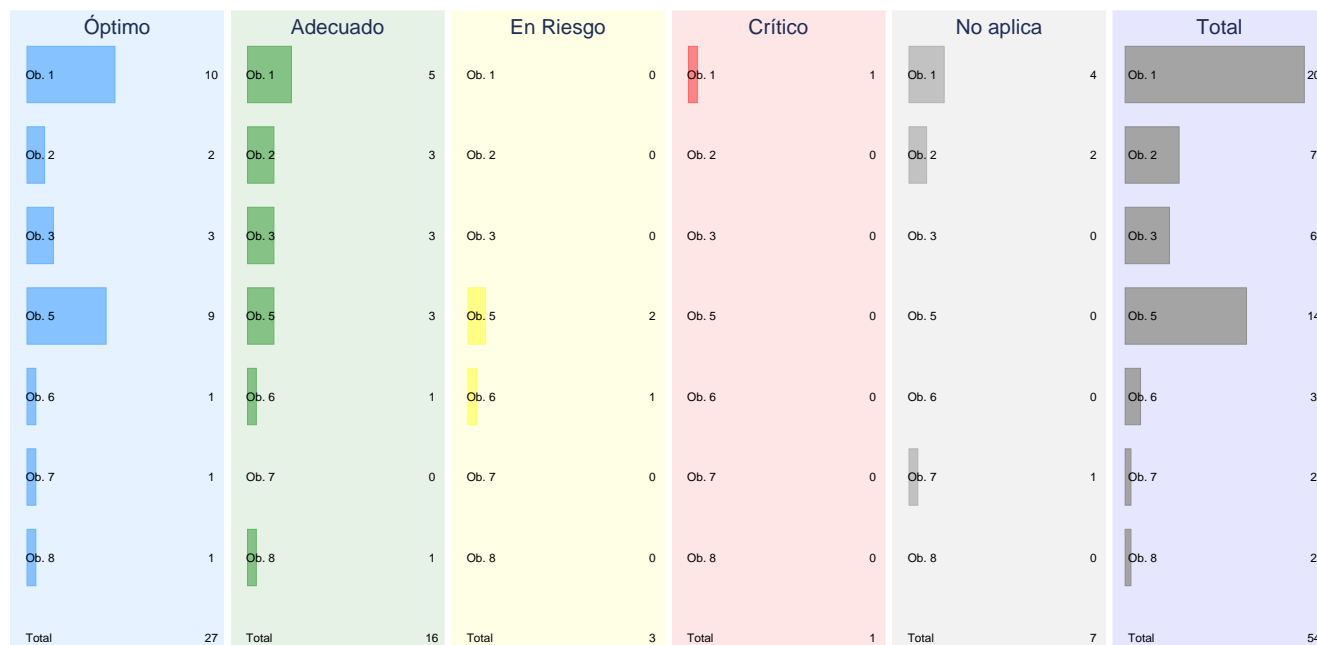 Óptimo Adecuado En Riesgo Crítico No aplica Total
Ob. 1 10 Ob. 1 5 Ob. 1 0 Ob. 1 1 Ob. 1 4 Ob. 1 20
Ob. 2 2 Ob. 2 3 Ob. 2 0 Ob. 2 0 Ob. 2 2 Ob. 2 7
Ob. 3 3 Ob. 3 3 Ob. 3 0 Ob. 3 0 Ob. 3 0 Ob. 3 6
Ob. 5 9 Ob. 5 3 Ob. 5 2 Ob. 5 0 Ob. 5 0 Ob. 5 14
Ob. 6 1 Ob. 6 1 Ob. 6 1 Ob. 6 0 Ob. 6 0 Ob. 6 3
Ob. 7 1 Ob. 7 0 Ob. 7 0 Ob. 7 0 Ob. 7 1 Ob. 7 2
Ob. 8 1 Ob. 8 1 Ob. 8 0 Ob. 8 0 Ob. 8 0 Ob. 8 2
Total 27 Total 16 Total 3 Total 1 Total 7 Total 54